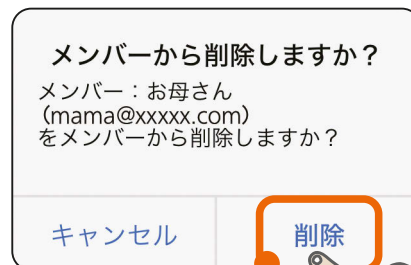 メンバーから削除しますか？
メンバー：お母さん
（mama@xxxxx.com）
をメンバーから削除しますか？
キャンセル
削除